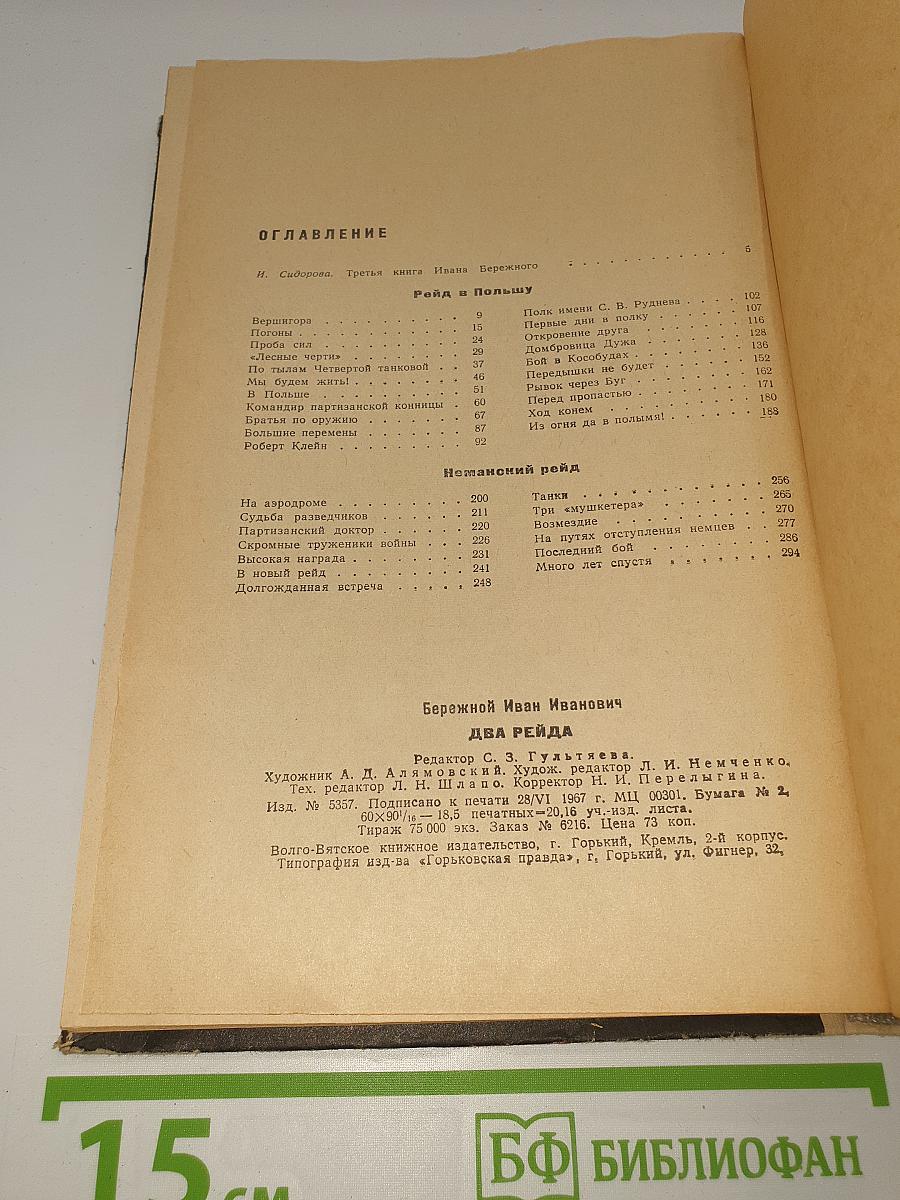 ОГЛАВЛЕНИЕ
И. Сидорова. Третья книга Ивана Бережного . . . . . . . . . . . . 5
Рейд в Польшу
Вершигора . . . . . . . . . . 9
Погоны . . . . . . . . . . . 15
Проба сил . . . . . . . . . . 24
«Лесные черти» . . . . . . . . 29
По тылам Четвертой танковой . . 37
Мы будем жить! . . . . . . . . 46
В Польше . . . . . . . . . . 51
Командир партизанской конницы . 60
Братья по оружию . . . . . . . 67
Большие перемены . . . . . . . 87
Роберт Клейн . . . . . . . . . 92
Полк имени С. В. Руднева . . . . 102
Первые дни в полку . . . . . . 107
Откровение друга . . . . . . . 116
Домбровица Дужа . . . . . . . 128
Бой в Кособудах . . . . . . . . 136
Передышки не будет . . . . . . 152
Рывок через Буг . . . . . . . . 162
Перед пропастью . . . . . . . . 171
Ход конем . . . . . . . . . . 180
Из огня да в полымя! . . . . . . 188
Неманский рейд
На аэродроме . . . . . . . . . 200
Судьба разведчиков . . . . . . 211
Партизанский доктор . . . . . . 220
Скромные труженики войны . . . 226
Высокая награда . . . . . . . . 231
В новый рейд . . . . . . . . . 241
Долгожданная встреча . . . . . 248
Танки . . . . . . . . . . . 256
Три «мушкетера» . . . . . . . 265
Возмездие . . . . . . . . . . 270
На путях отступления немцев . . 277
Последний бой . . . . . . . . 286
Много лет спустя . . . . . . . 294
Бережной Иван Иванович
ДВА РЕЙДА
Редактор С. З. Гультяева.
Художник А. Д. Алямовский. Худож. редактор Л. И. Немченко.
Тех. редактор Л. Н. Шлапо. Корректор Н. И. Перелыгина.
Изд. № 5357. Подписано к печати 28/VI 1967 г. МЦ 00301. Бумага № 2,
60×90¹/₁₆ — 18,5 печатных=20,16 уч.-изд. листа.
Тираж 75 000 экз. Заказ № 6216. Цена 73 коп.
Волго-Вятское книжное издательство, г. Горький, Кремль, 2-й корпус.
Типография изд-ва «Горьковская правда», г. Горький, ул. Фигнер, 32,
15 см
БФ БИБЛИОФАН